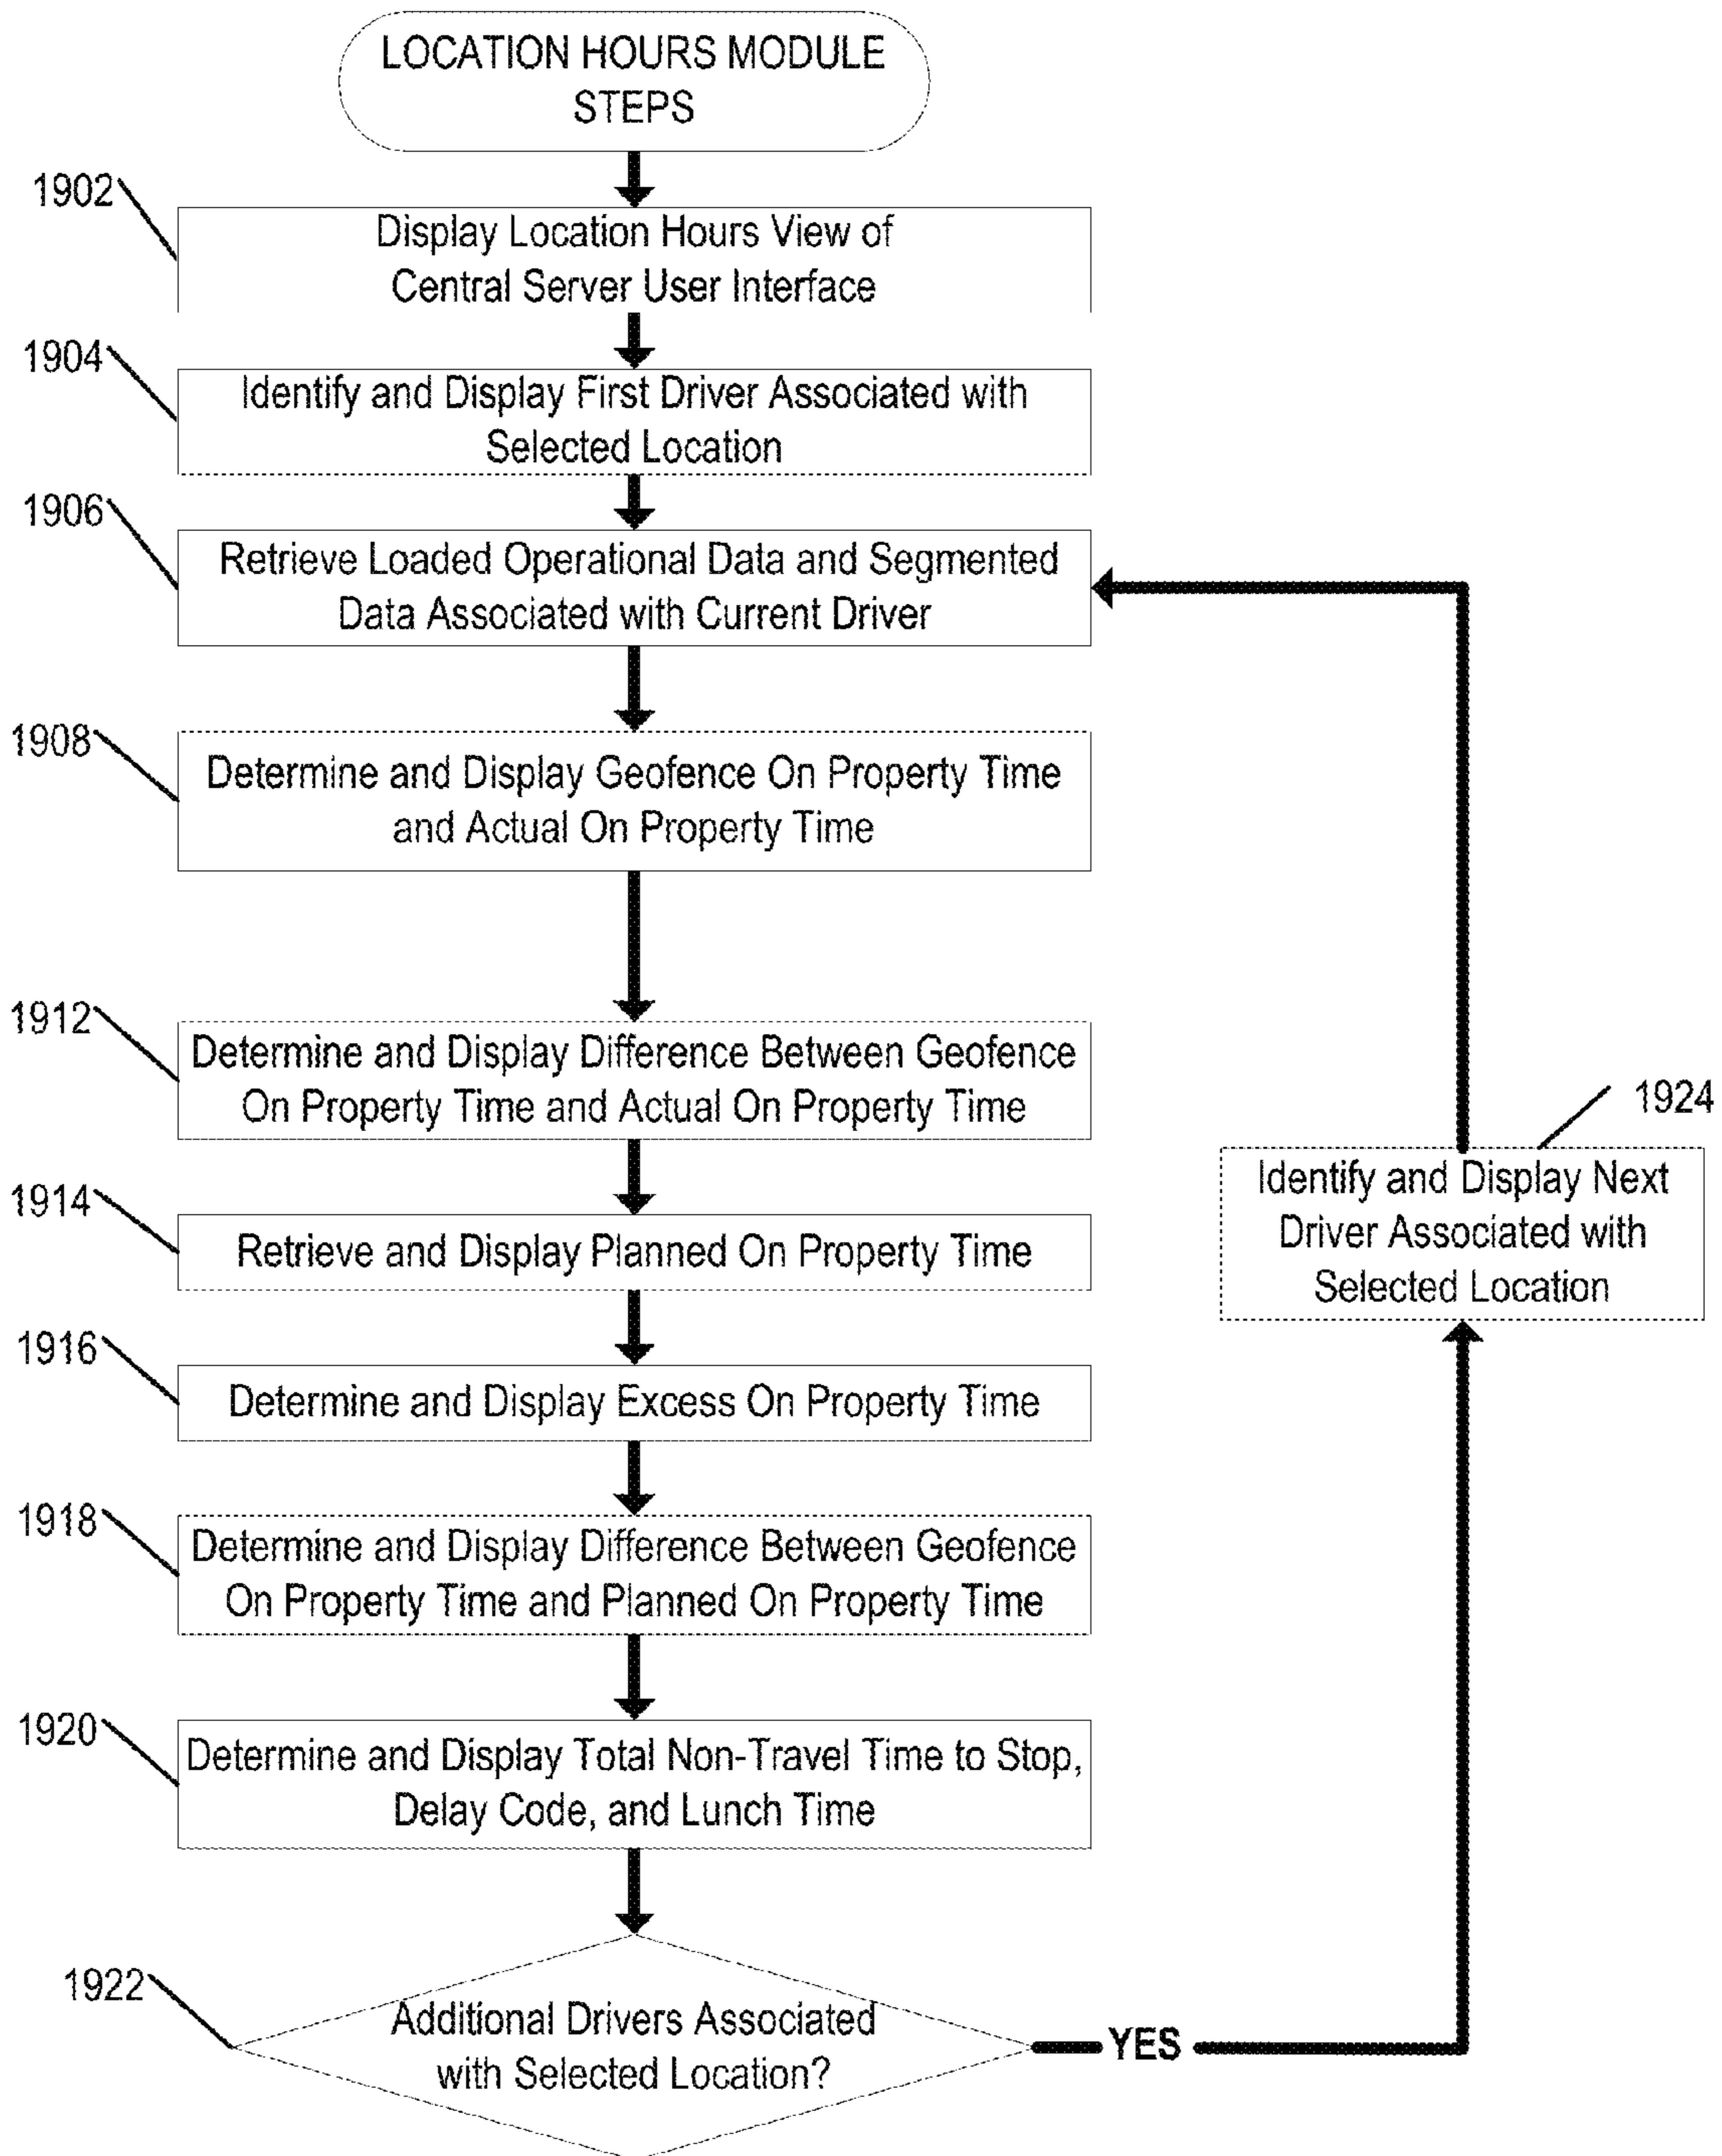 LOCATION HOURS MODULE
STEPS
1902
Display Location Hours View of
Central Server User Interface
1904
Identify and Display First Driver Associated with
Selected Location
1906
Retrieve Loaded Operational Data and Segmented
Data Associated with Current Driver
1908
Determine and Display Geofence On Property Time
and Actual On Property Time
1912
Determine and Display Difference Between Geofence
On Property Time and Actual On Property Time
1914
Retrieve and Display Planned On Property Time
1916
Determine and Display Excess On Property Time
1918
Determine and Display Difference Between Geofence
On Property Time and Planned On Property Time
1920
Determine and Display Total Non-Travel Time to Stop,
Delay Code, and Lunch Time
1922
Additional Drivers Associated
with Selected Location?
YES
1924
Identify and Display Next
Driver Associated with
Selected Location